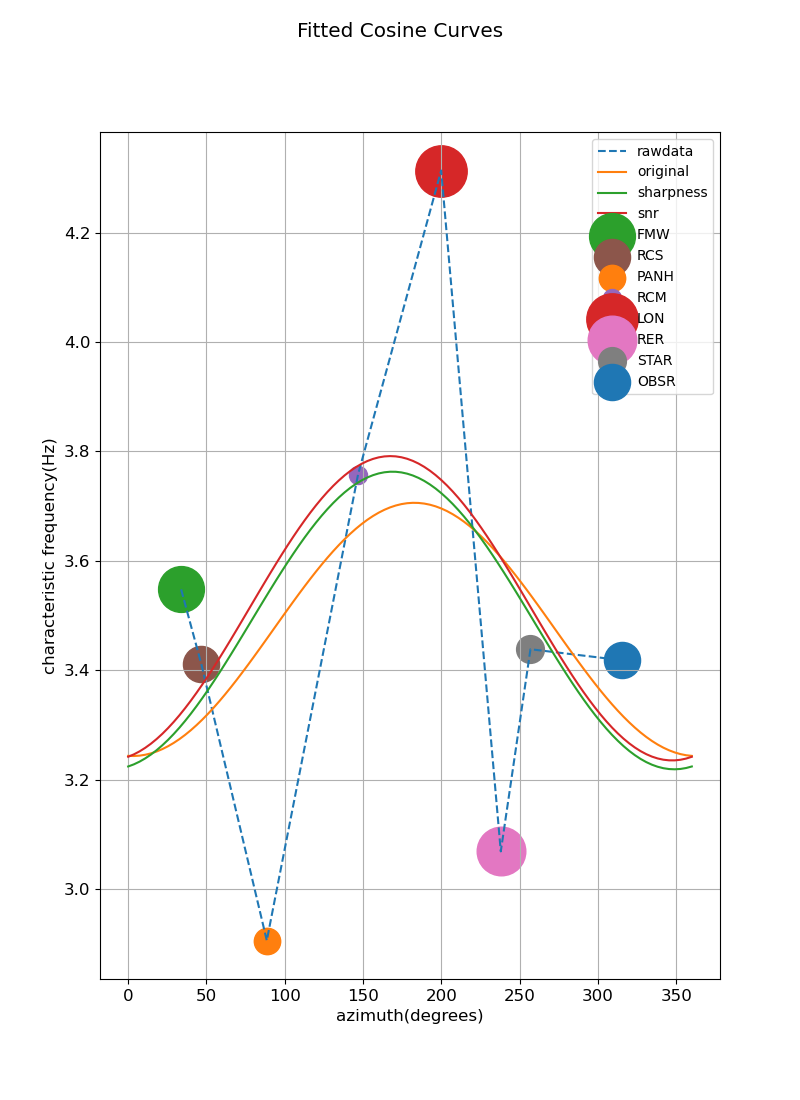 Fitted Cosine Curves
rawdata
original
sharpness
snr
FMW
RCS
PANH
RCM
LON
RER
STAR
OBSR
characteristic frequency(Hz)
4.2
4.0
3.8
3.6
3.4
3.2
3.0
0 50 100 150 200 250 300 350
azimuth(degrees)